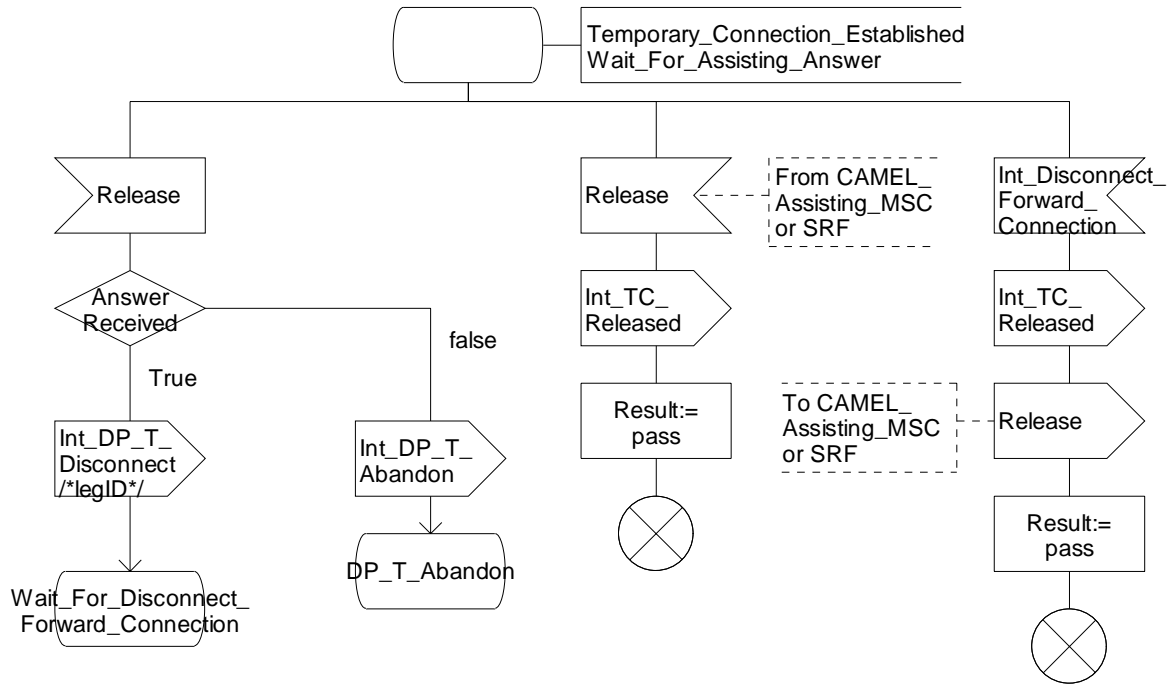 Temporary_Connection_Established
Wait_For_Assisting_Answer
Release
Release
From CAMEL_
Assisting_MSC
or SRF
Int_Disconnect_
Forward_
Connection
Answer
Received
false
True
Int_TC_
Released
Int_TC_
Released
Int_DP_T_
Disconnect
/*legID*/
Int_DP_T_
Abandon
Result:=
pass
To CAMEL_
Assisting_MSC
or SRF
Release
Wait_For_Disconnect_
Forward_Connection
DP_T_Abandon
Result:=
pass